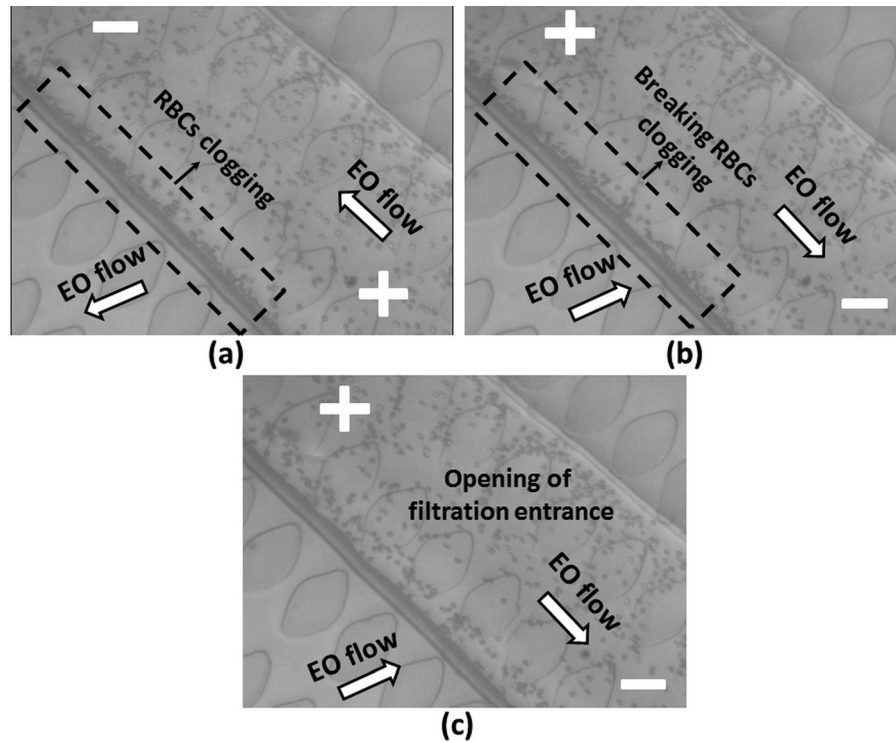 −
RBCs clogging
EO flow
EO flow
+
(a)
+
Breaking RBCs
clogging
EO flow
EO flow
−
(b)
+
Opening of
filtration entrance
EO flow
EO flow
−
(c)